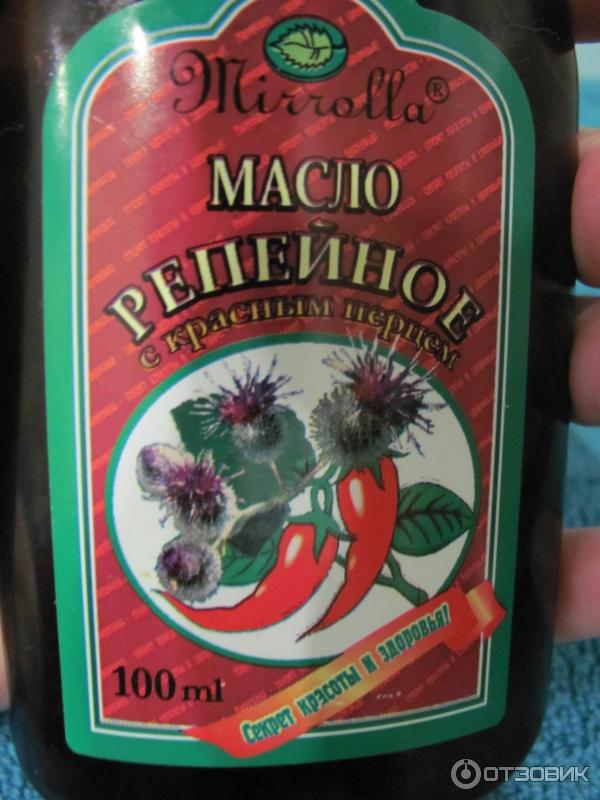 Mirrolla®
МАСЛО
РЕПЕЙНОЕ
с красным перцем
100 ml
Секрет красоты и здоровья!
ОТЗОВИК